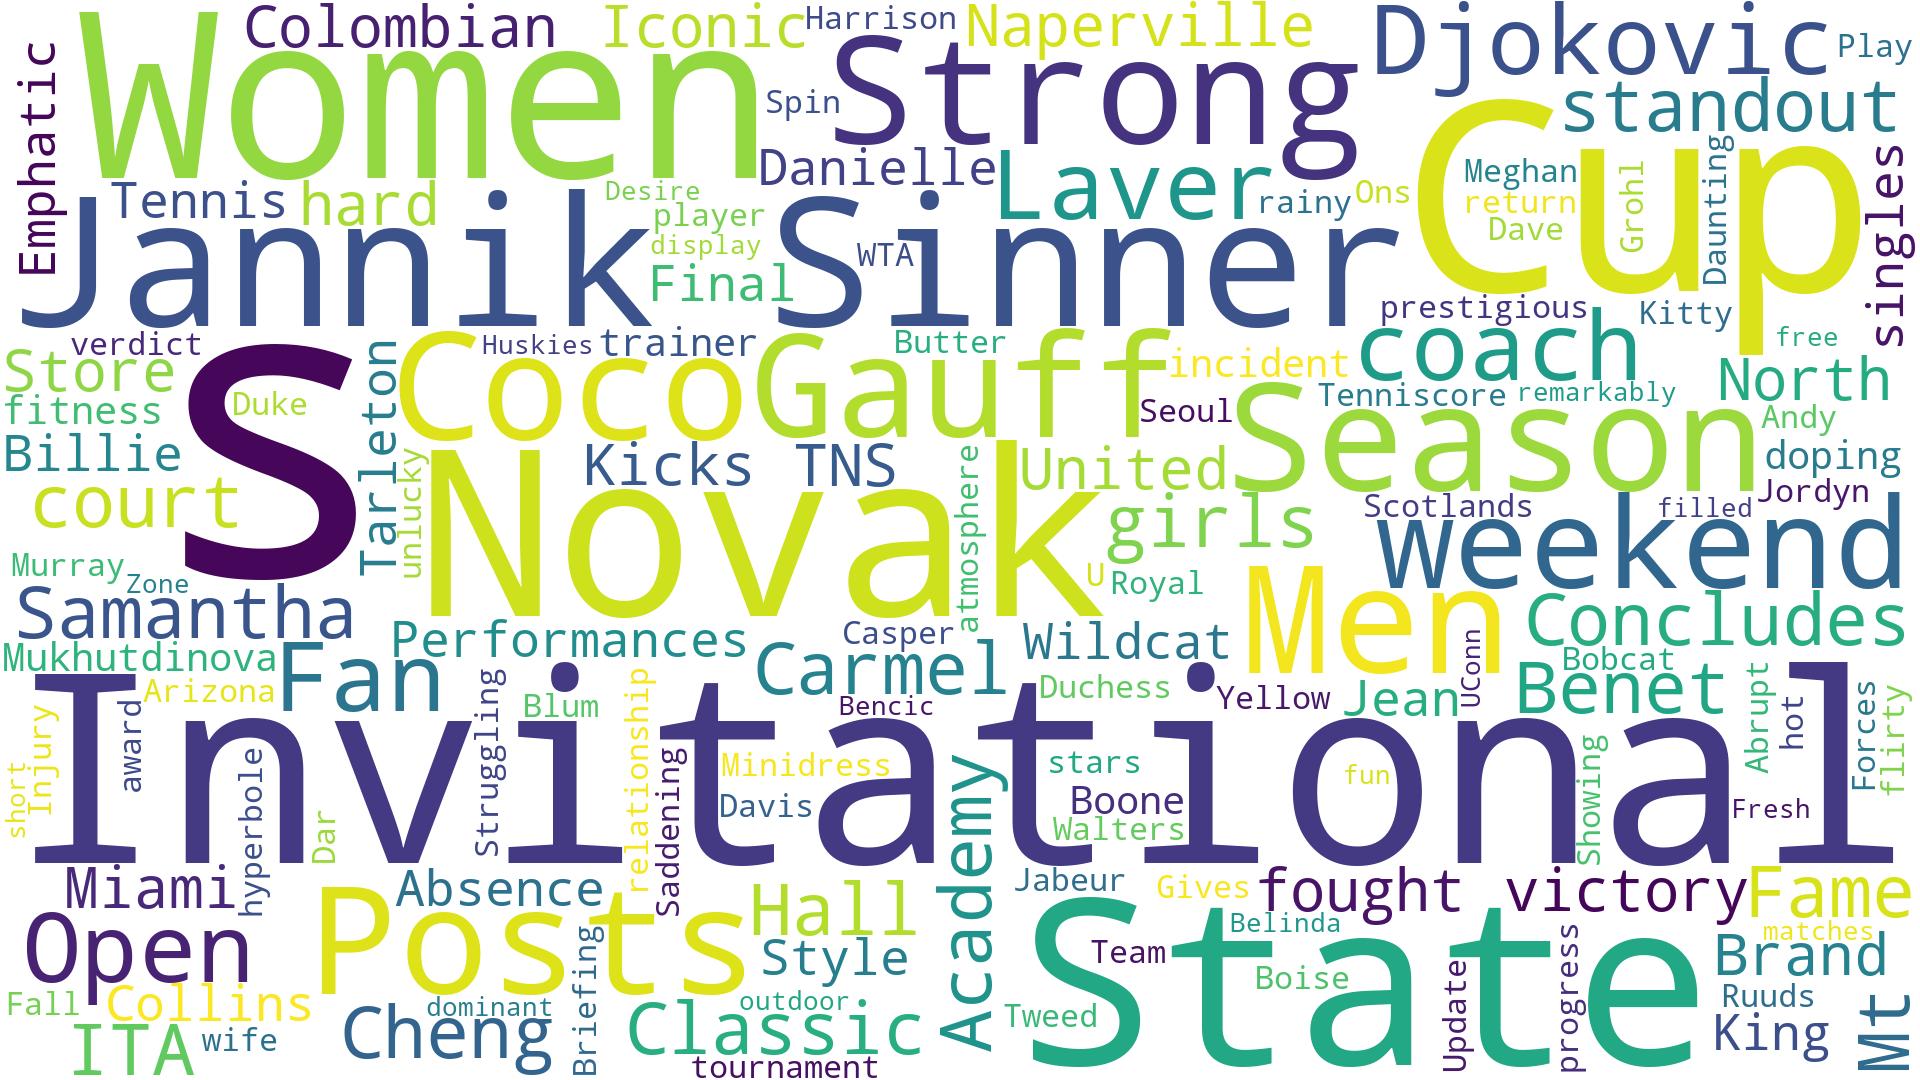 Women
Colombian
Iconic
Harrison
Naperville
Djokovic
Play
Emphatic
Spin
Strong
standout
Cup
Danielle
Laver
Meghan
Daunting
singles
Tennis
hard
Desire
player
display
rainy
Ons
return
Dave
Grohl
Jannik
Sinner
WTA
Final
prestigious
Kitty
verdict
Huskies
trainer
Butter
incident
coach
free
Store
fitness
S
Duke
Tarleton
Coco
Gauff
Seoul
Season
Tenniscore
remarkably
North
Andy
Billie
court
unlucky
Novak
Kicks
TNS
atmosphere
United
girls
doping
Jordyn
Scotlands
filled
weekend
Murray
Zone
Samantha
U
Royal
Men
Concludes
Mukhutdinova
Fan
Performances
Casper
Carmel
Wildcat
UConn
Bobcat
Benet
Arizona
Blum
Bencic
Duchess
Yellow
Jean
Abrupt
hot
Forces
flirty
Invitational
short
Injury
award
hyperbole
Dar
Struggling
relationship
Saddening
Minidress
Davis
Academy
stars
Boone
Walters
fun
Showing
Fresh
Miami
Absence
Hall
Jabeur
Gives
fought
victory
Fame
Open
Posts
Style
State
Team
Belinda
Boise
matches
Brand
Fall
Collins
ITA
wife
Cheng
dominant
Briefing
Classic
outdoor
tournament
Tweed
Update
progress
Ruuds
King
Mt